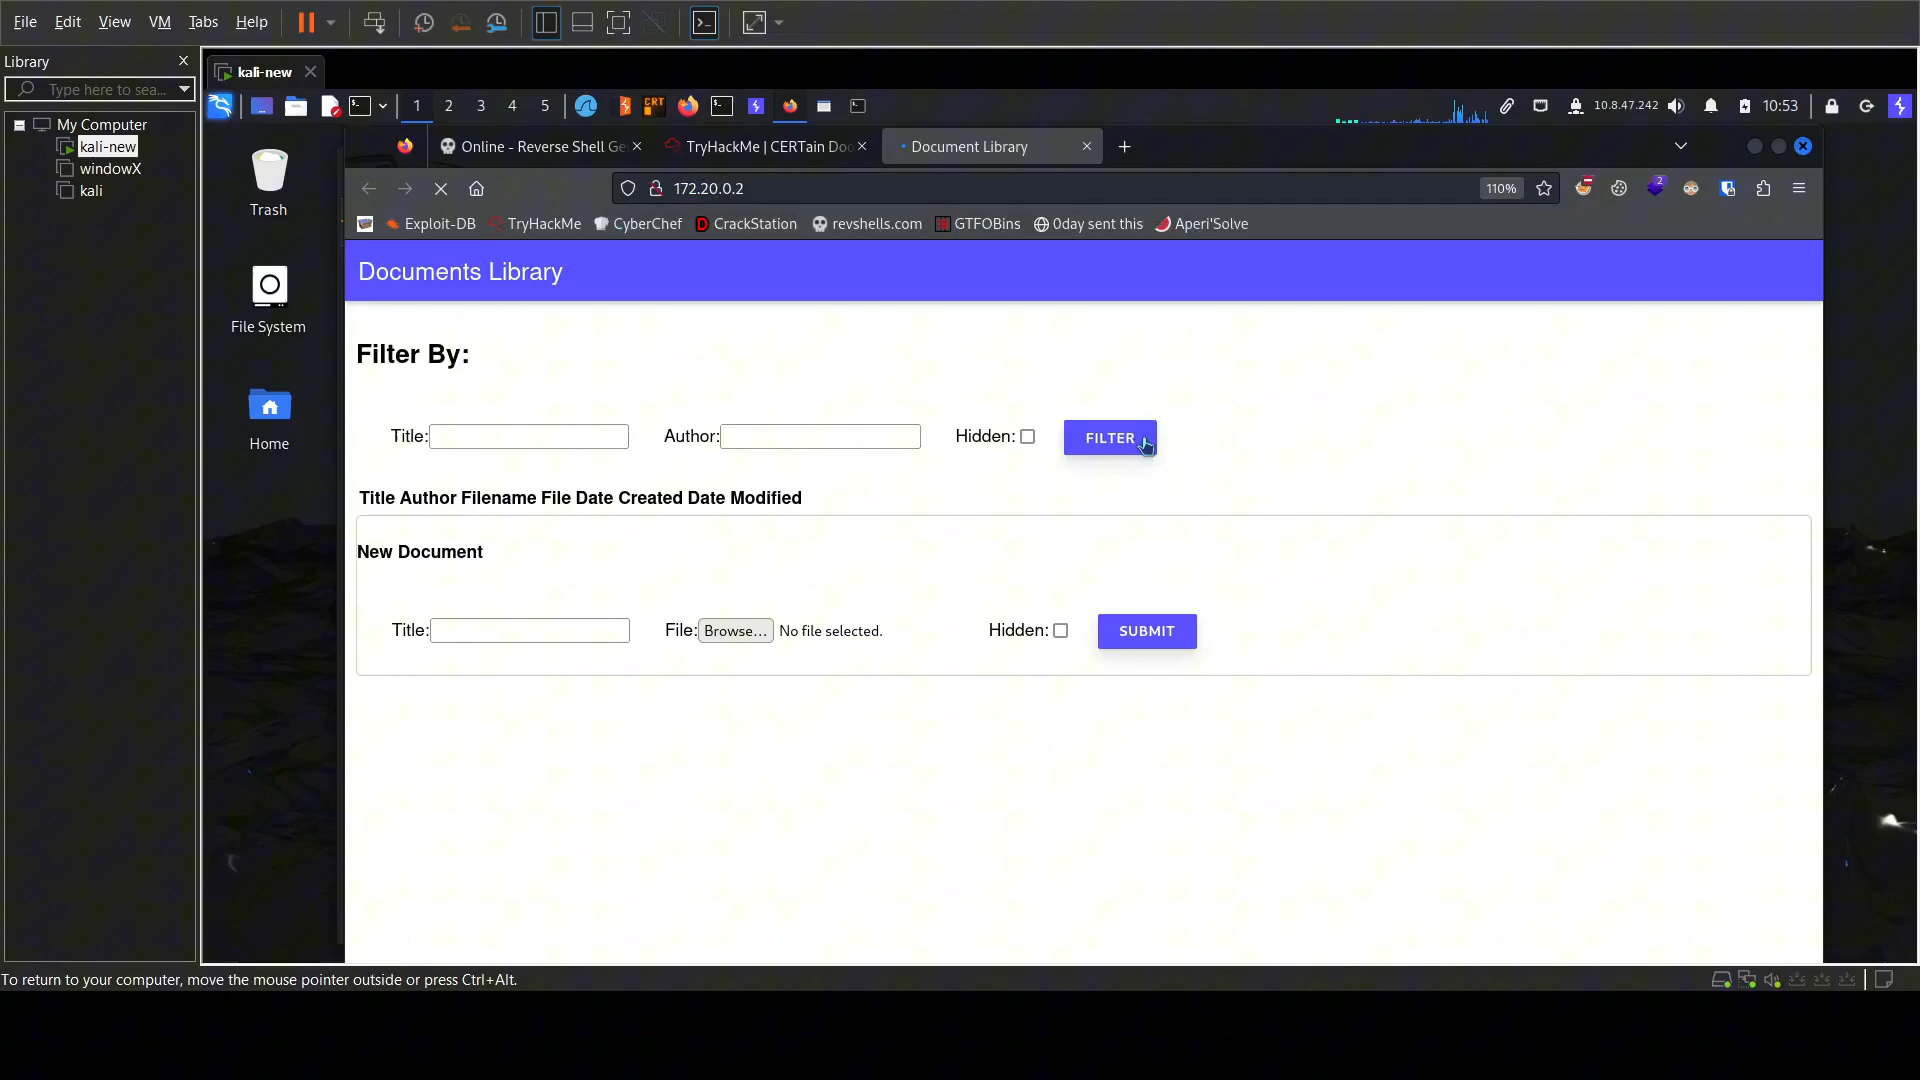 File Edit View VM Tabs Help
Library
Type here to sea...
My Computer
kali-new
windowX
kali
kali-new
1 2 3 4 5
CRT
10.8.47.242
10:53
Trash
File System
Home
Online - Reverse Shell Ge
TryHackMe | CERTain Doc
Document Library
172.20.0.2
110%
2
Exploit-DB TryHackMe CyberChef CrackStation revshells.com GTFOBins 0day sent this Aperi'Solve
Documents Library
Filter By:
Title: Author: Hidden: FILTER
Title Author Filename File Date Created Date Modified
New Document
Title: File: Browse... No file selected. Hidden: SUBMIT
To return to your computer, move the mouse pointer outside or press Ctrl+Alt.